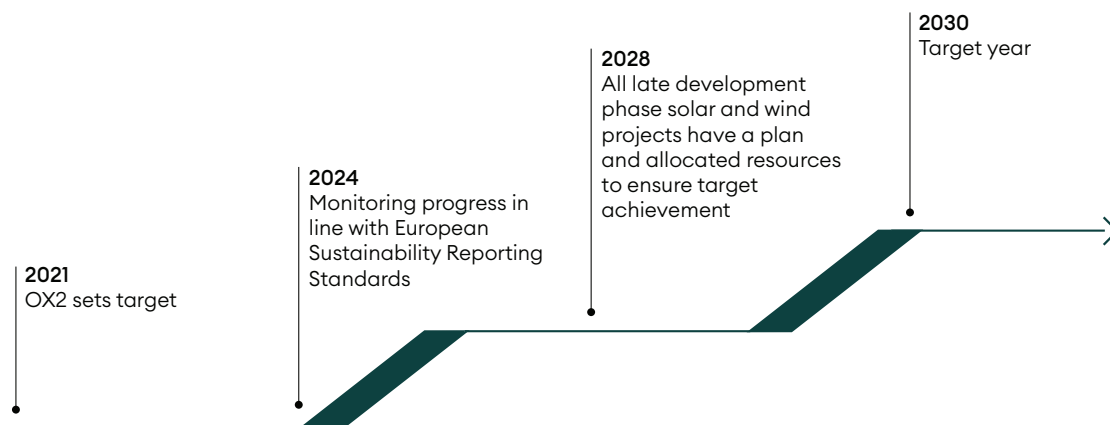 2021
OX2 sets target
2024
Monitoring progress in
line with European
Sustainability Reporting
Standards
2028
All late development
phase solar and wind
projects have a plan
and allocated resources
to ensure target
achievement
2030
Target year